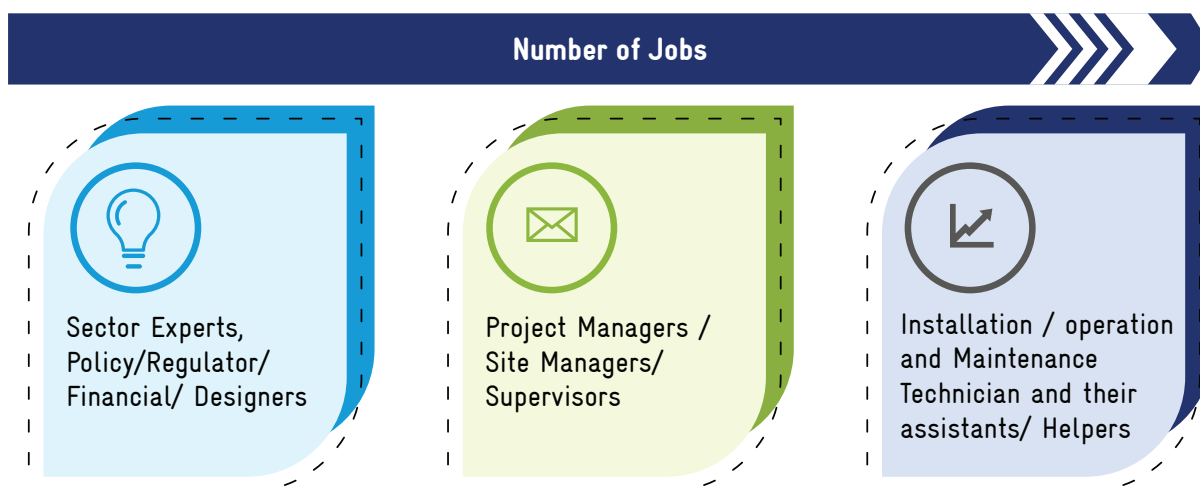 Number of Jobs
Sector Experts,
Policy/Regulator/
Financial/ Designers
Project Managers /
Site Managers/
Supervisors
Installation / operation
and Maintenance
Technician and their
assistants/ Helpers